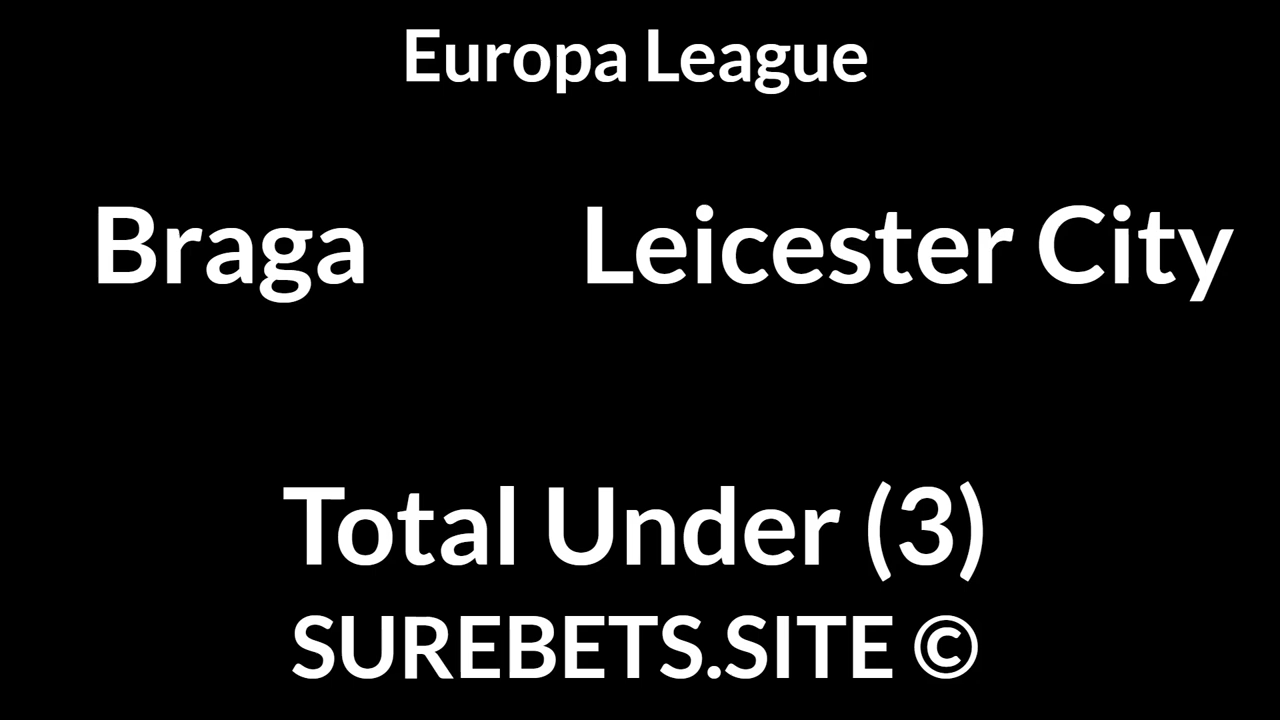 Europa League
Braga Leicester City
Total Under (3)
SUREBETS.SITE ©